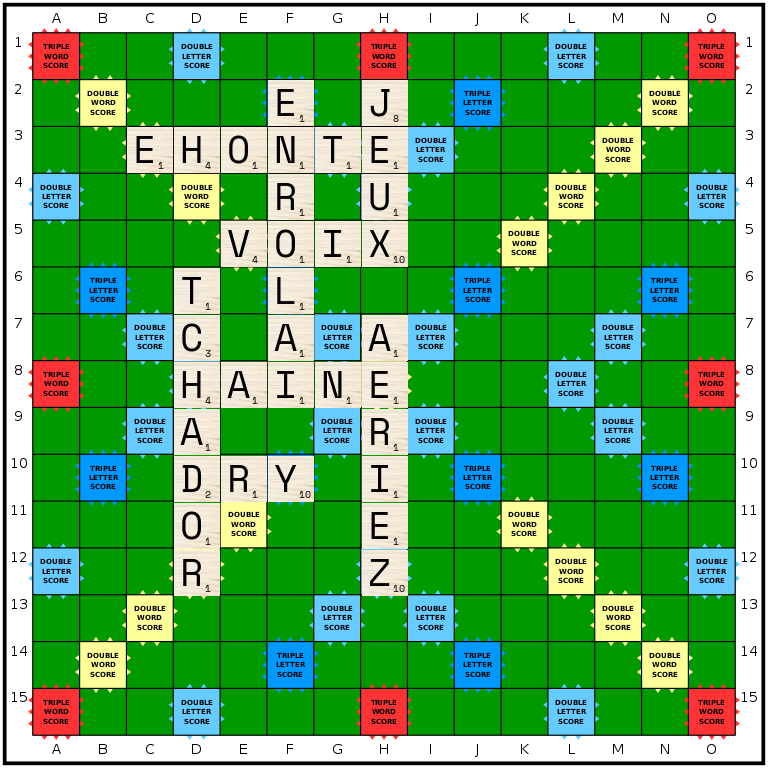 A B C D E F G H I J K L M N O
1 TRIPLE WORD SCORE DOUBLE LETTER SCORE TRIPLE WORD SCORE DOUBLE LETTER SCORE TRIPLE WORD SCORE 1
2 DOUBLE WORD SCORE E1 J8 TRIPLE LETTER SCORE DOUBLE WORD SCORE 2
3 E1 H4 O1 N1 T1 E1 DOUBLE LETTER SCORE DOUBLE WORD SCORE 3
4 DOUBLE LETTER SCORE DOUBLE WORD SCORE R1 U1 DOUBLE WORD SCORE DOUBLE LETTER SCORE 4
5 V4 O1 I1 X10 DOUBLE WORD SCORE 5
6 TRIPLE LETTER SCORE T1 L1 TRIPLE LETTER SCORE TRIPLE LETTER SCORE 6
7 DOUBLE LETTER SCORE C3 A1 DOUBLE LETTER SCORE A1 DOUBLE LETTER SCORE DOUBLE LETTER SCORE 7
8 TRIPLE WORD SCORE H4 A1 I1 N1 E1 DOUBLE LETTER SCORE TRIPLE WORD SCORE 8
9 DOUBLE LETTER SCORE A1 DOUBLE LETTER SCORE R1 DOUBLE LETTER SCORE DOUBLE LETTER SCORE 9
10 TRIPLE LETTER SCORE D2 R1 Y10 I1 TRIPLE LETTER SCORE TRIPLE LETTER SCORE 10
11 O1 DOUBLE WORD SCORE E1 DOUBLE WORD SCORE 11
12 DOUBLE LETTER SCORE R1 Z10 DOUBLE WORD SCORE DOUBLE LETTER SCORE 12
13 DOUBLE WORD SCORE DOUBLE LETTER SCORE DOUBLE LETTER SCORE DOUBLE WORD SCORE 13
14 DOUBLE WORD SCORE TRIPLE LETTER SCORE TRIPLE LETTER SCORE DOUBLE WORD SCORE 14
15 TRIPLE WORD SCORE DOUBLE LETTER SCORE TRIPLE WORD SCORE DOUBLE LETTER SCORE TRIPLE WORD SCORE 15
A B C D E F G H I J K L M N O